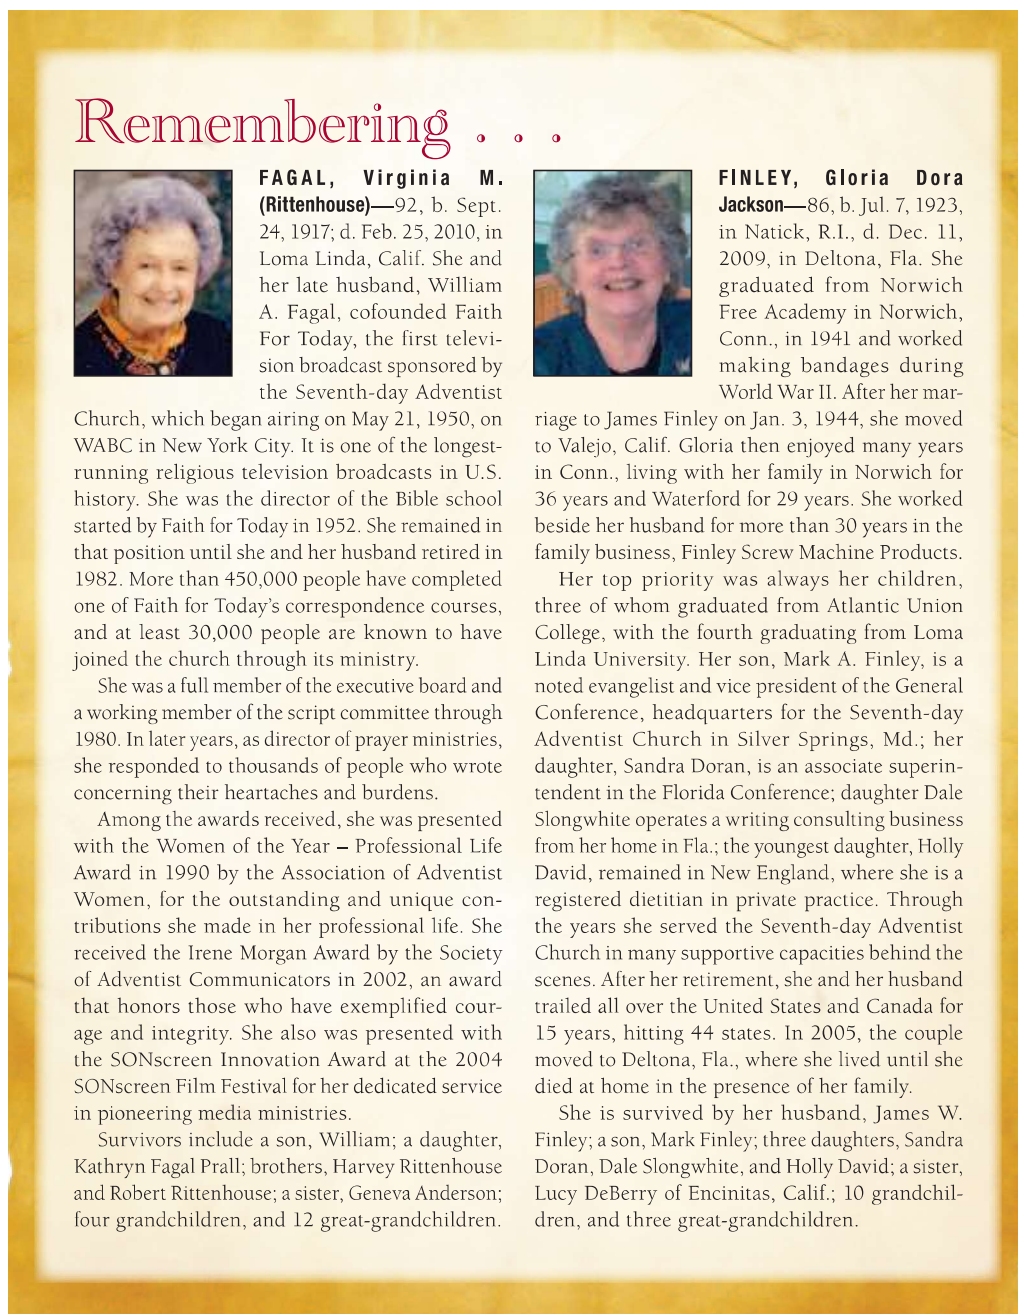 Remembering . . .
FAGAL, Virginia M.
(Rittenhouse)—92, b. Sept.
24, 1917; d. Feb. 25, 2010, in
Loma Linda, Calif. She and
her late husband, William
A. Fagal, cofounded Faith
For Today, the first televi-
sion broadcast sponsored by
the Seventh-day Adventist
Church, which began airing on May 21, 1950, on
WABC in New York City. It is one of the longest-
running religious television broadcasts in U.S.
history. She was the director of the Bible school
started by Faith for Today in 1952. She remained in
that position until she and her husband retired in
1982. More than 450,000 people have completed
one of Faith for Today's correspondence courses,
and at least 30,000 people are known to have
joined the church through its ministry.
She was a full member of the executive board and
a working member of the script committee through
1980. In later years, as director of prayer ministries,
she responded to thousands of people who wrote
concerning their heartaches and burdens.
Among the awards received, she was presented
with the Women of the Year – Professional Life
Award in 1990 by the Association of Adventist
Women, for the outstanding and unique con-
tributions she made in her professional life. She
received the Irene Morgan Award by the Society
of Adventist Communicators in 2002, an award
that honors those who have exemplified cour-
age and integrity. She also was presented with
the SONscreen Innovation Award at the 2004
SONscreen Film Festival for her dedicated service
in pioneering media ministries.
Survivors include a son, William; a daughter,
Kathryn Fagal Prall; brothers, Harvey Rittenhouse
and Robert Rittenhouse; a sister, Geneva Anderson;
four grandchildren, and 12 great-grandchildren.
FINLEY, Gloria Dora
Jackson—86, b. Jul. 7, 1923,
in Natick, R.I., d. Dec. 11,
2009, in Deltona, Fla. She
graduated from Norwich
Free Academy in Norwich,
Conn., in 1941 and worked
making bandages during
World War II. After her mar-
riage to James Finley on Jan. 3, 1944, she moved
to Valejo, Calif. Gloria then enjoyed many years
in Conn., living with her family in Norwich for
36 years and Waterford for 29 years. She worked
beside her husband for more than 30 years in the
family business, Finley Screw Machine Products.
Her top priority was always her children,
three of whom graduated from Atlantic Union
College, with the fourth graduating from Loma
Linda University. Her son, Mark A. Finley, is a
noted evangelist and vice president of the General
Conference, headquarters for the Seventh-day
Adventist Church in Silver Springs, Md.; her
daughter, Sandra Doran, is an associate superin-
tendent in the Florida Conference; daughter Dale
Slongwhite operates a writing consulting business
from her home in Fla.; the youngest daughter, Holly
David, remained in New England, where she is a
registered dietitian in private practice. Through
the years she served the Seventh-day Adventist
Church in many supportive capacities behind the
scenes. After her retirement, she and her husband
trailed all over the United States and Canada for
15 years, hitting 44 states. In 2005, the couple
moved to Deltona, Fla., where she lived until she
died at home in the presence of her family.
She is survived by her husband, James W.
Finley; a son, Mark Finley; three daughters, Sandra
Doran, Dale Slongwhite, and Holly David; a sister,
Lucy DeBerry of Encinitas, Calif.; 10 grandchil-
dren, and three great-grandchildren.